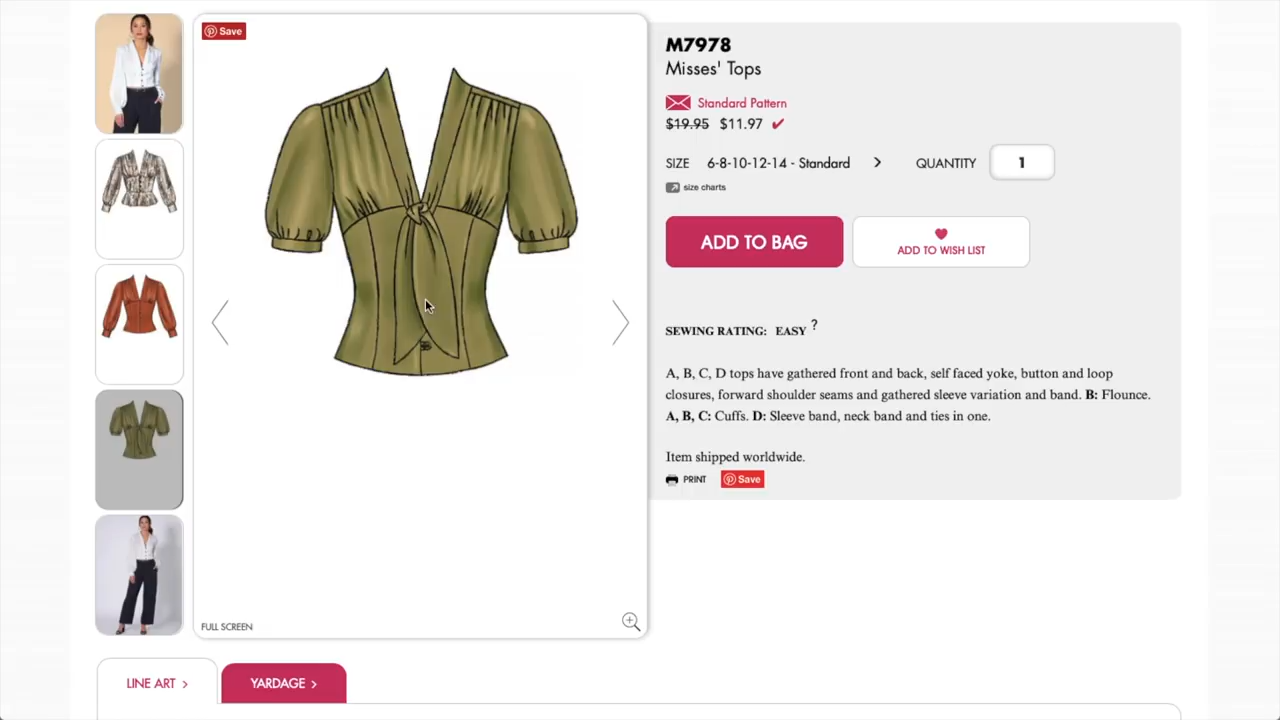 Save
M7978
Misses' Tops
Standard Pattern
$19.95 $11.97
SIZE 6-8-10-12-14 - Standard > QUANTITY 1
size charts
ADD TO BAG
ADD TO WISH LIST
SEWING RATING: EASY ?
A, B, C, D tops have gathered front and back, self faced yoke, button and loop
closures, forward shoulder seams and gathered sleeve variation and band. B: Flounce.
A, B, C: Cuffs. D: Sleeve band, neck band and ties in one.
Item shipped worldwide.
PRINT Save
FULL SCREEN
LINE ART > YARDAGE >